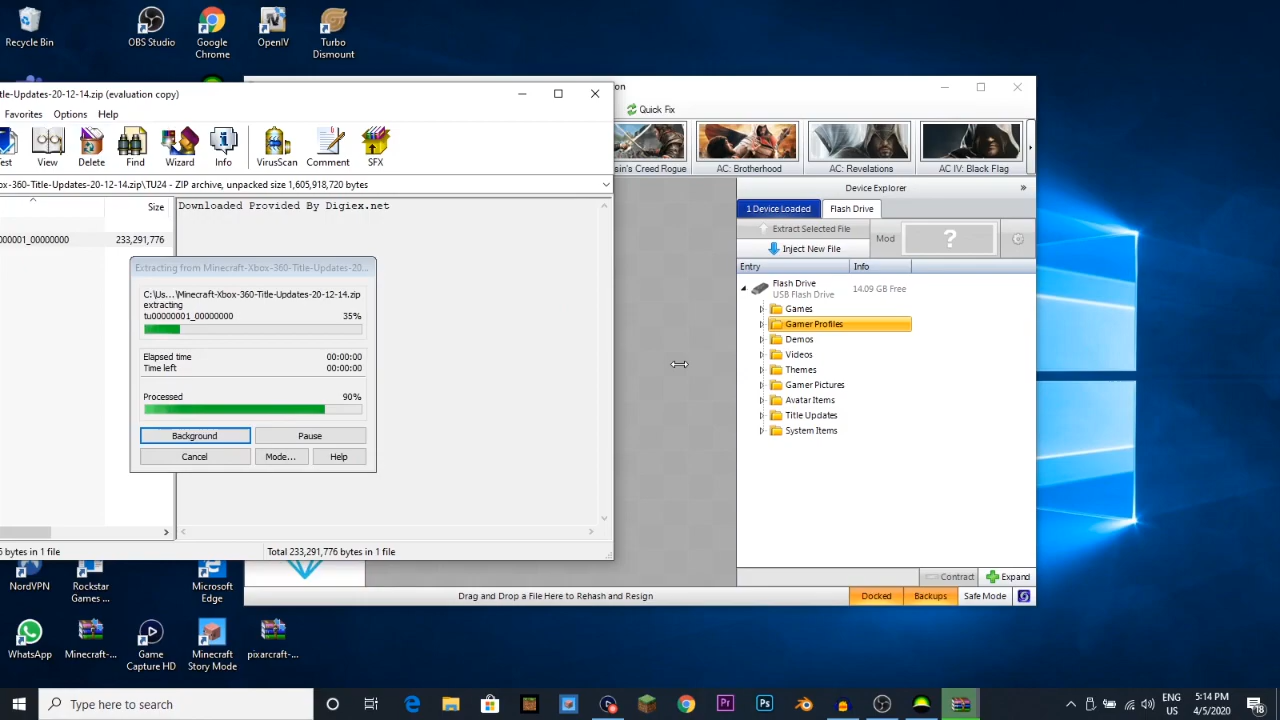 Recycle Bin
OBS Studio
Google
Chrome
OpenIV
Turbo
Dismount
tle-Updates-20-12-14.zip (evaluation copy)
Favorites Options Help
est View Delete Find Wizard Info VirusScan Comment SFX
ox-360-Title-Updates-20-12-14.zip\TU24 - ZIP archive, unpacked size 1,605,918,720 bytes
Size
Downloaded Provided By Digiex.net
00001_00000000 233,291,776
Extracting from Minecraft-Xbox-360-Title-Updates-20...
C:\Us...\Minecraft-Xbox-360-Title-Updates-20-12-14.zip
extracting
tu00000001_00000000 35%
Elapsed time 00:00:00
Time left 00:00:00
Processed 90%
Background Pause
Cancel Mode... Help
bytes in 1 file
Total 233,291,776 bytes in 1 file
on
Quick Fix
sin's Creed Rogue
AC: Brotherhood
AC: Revelations
AC IV: Black Flag
Device Explorer »
1 Device Loaded Flash Drive
Extract Selected File
Inject New File
Mod ?
Entry Info
Flash Drive
USB Flash Drive
14.09 GB Free
Games
Gamer Profiles
Demos
Videos
Themes
Gamer Pictures
Avatar Items
Title Updates
System Items
Contract Expand
Drag and Drop a File Here to Rehash and Resign
Docked Backups Safe Mode
NordVPN
Rockstar
Games ...
Microsoft
Edge
WhatsApp
Minecraft-...
Game
Capture HD
Minecraft
Story Mode
pixarcraft-...
Type here to search
Pr
Ps
ENG
US
5:14 PM
4/5/2020
18